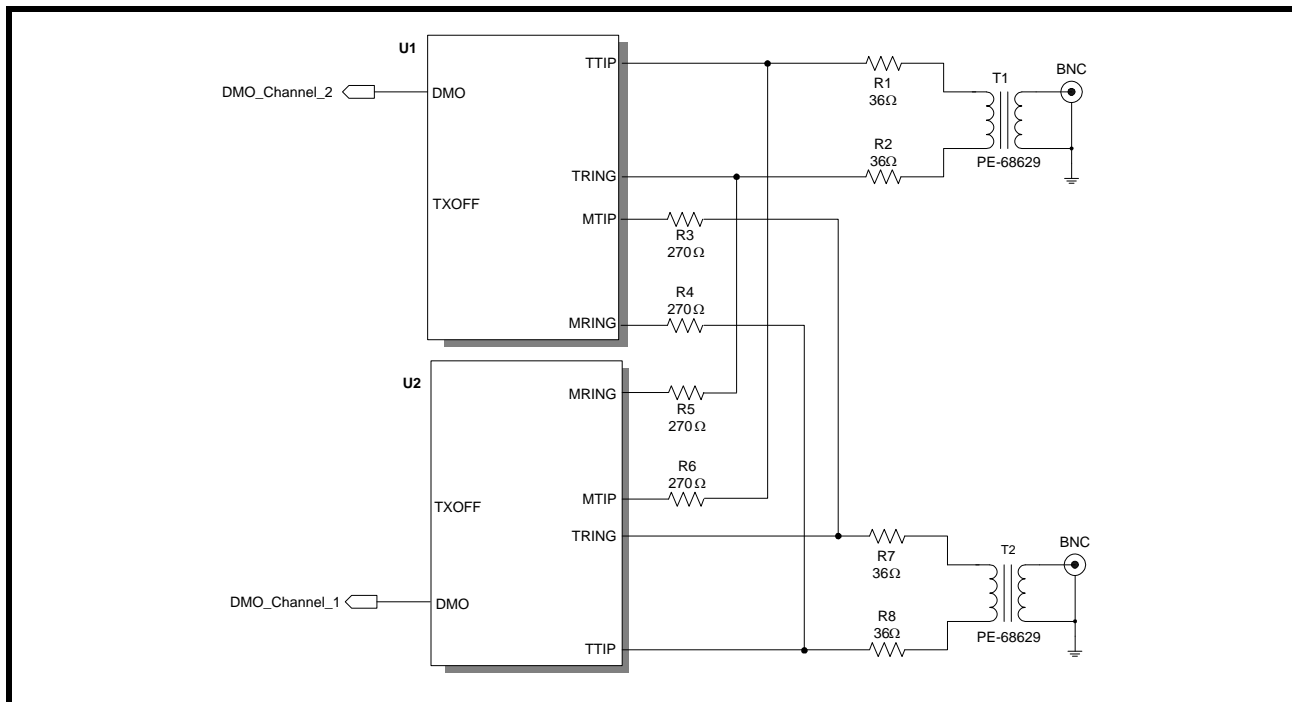 U1
TTIP
DMO_Channel_2
DMO
TRING
TXOFF
MTIP
MRING
R1
36Ω
R2
36Ω
T1
BNC
PE-68629
R3
270Ω
R4
270Ω
U2
MRING
R5
270Ω
R6
270Ω
TXOFF
MTIP
TRING
R7
36Ω
T2
BNC
DMO_Channel_1
DMO
R8
36Ω
PE-68629
TTIP